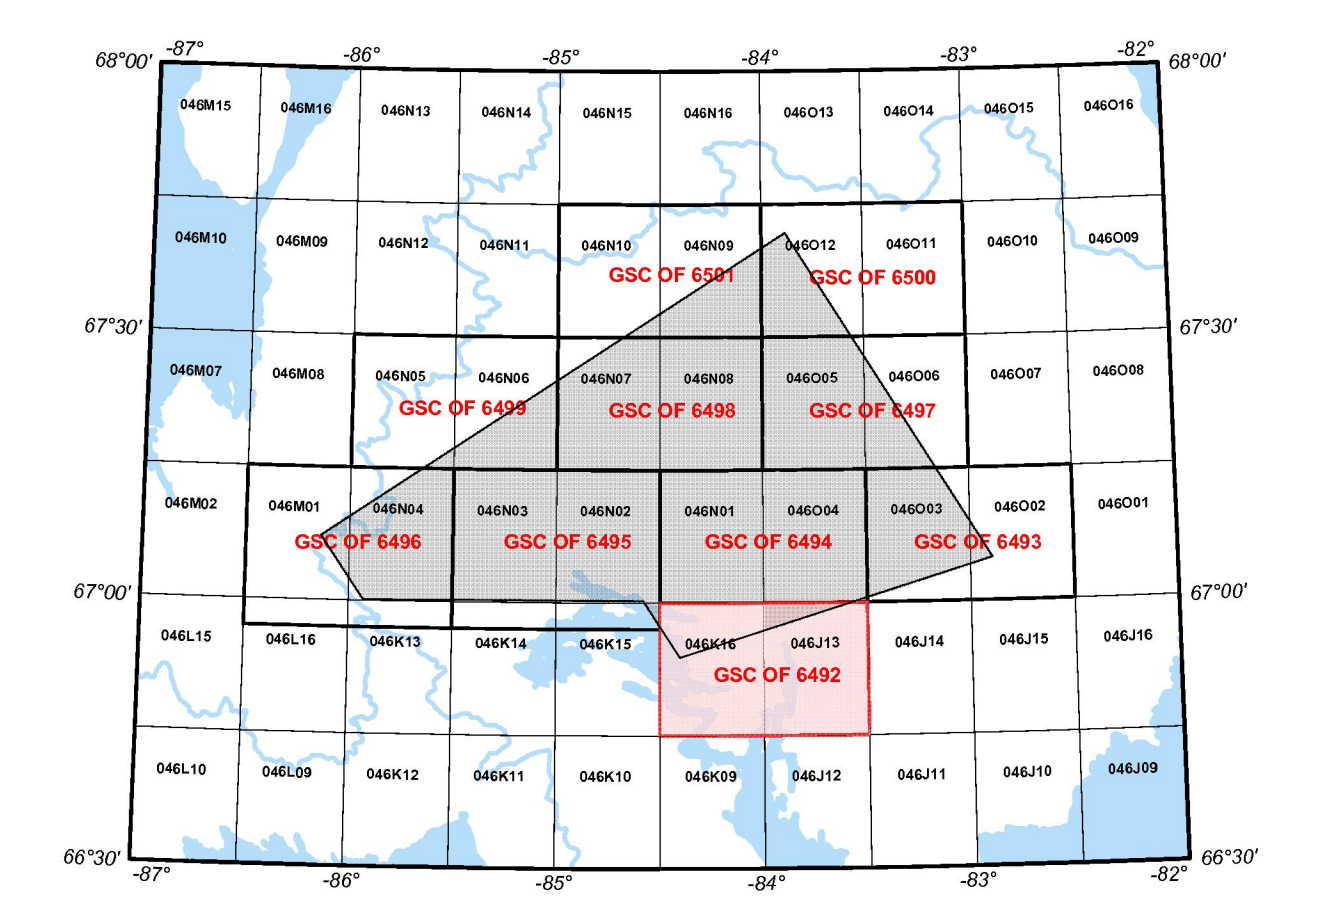 -87° -86° -85° -84° -83° -82°
68°00' 68°00'
046M15 046M16 046N13 046N14 046N15 046N16 046O13 046O14 046O15 046O16
046M10 046M09 046N12 046N11 046N10 046N09 046O12 046O11 046O10 046O09
GSC OF 6501 GSC OF 6500
67°30' 67°30'
046M07 046M08 046N05 046N06 046N07 046N08 046O05 046O06 046O07 046O08
GSC OF 6499 GSC OF 6498 GSC OF 6497
046M02 046M01 046N04 046N03 046N02 046N01 046O04 046O03 046O02 046O01
GSC OF 6496 GSC OF 6495 GSC OF 6494 GSC OF 6493
67°00' 67°00'
046L15 046L16 046K13 046K14 046K15 046K16 046J13 046J14 046J15 046J16
GSC OF 6492
046L10 046L09 046K12 046K11 046K10 046K09 046J12 046J11 046J10 046J09
66°30' 66°30'
-87° -86° -85° -84° -83° -82°